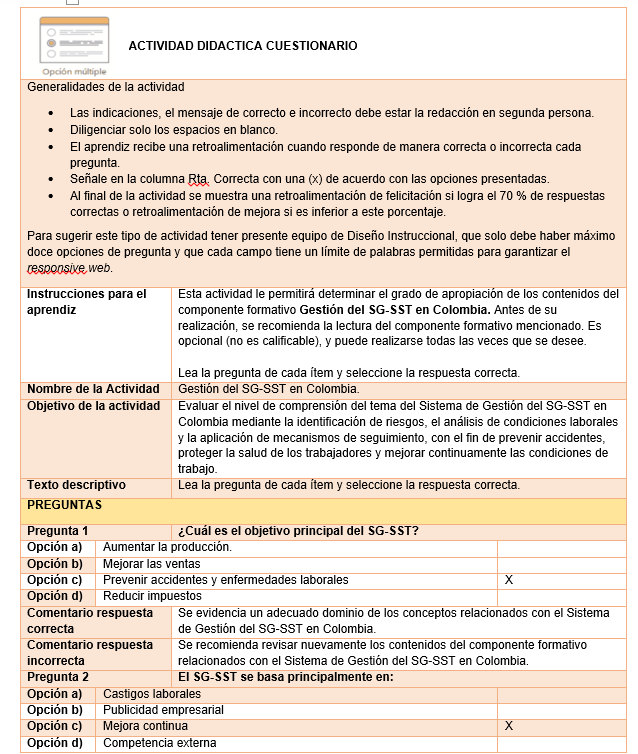 ACTIVIDAD DIDACTICA CUESTIONARIO
Opción múltiple
Generalidades de la actividad
• Las indicaciones, el mensaje de correcto e incorrecto debe estar la redacción en segunda persona.
• Diligenciar solo los espacios en blanco.
• El aprendiz recibe una retroalimentación cuando responde de manera correcta o incorrecta cada
pregunta.
• Señale en la columna Rta. Correcta con una (x) de acuerdo con las opciones presentadas.
• Al final de la actividad se muestra una retroalimentación de felicitación si logra el 70 % de respuestas
correctas o retroalimentación de mejora si es inferior a este porcentaje.
Para sugerir este tipo de actividad tener presente equipo de Diseño Instruccional, que solo debe haber máximo
doce opciones de pregunta y que cada campo tiene un límite de palabras permitidas para garantizar el
responsive web.
Instrucciones para el
aprendiz
Esta actividad le permitirá determinar el grado de apropiación de los contenidos del
componente formativo Gestión del SG-SST en Colombia. Antes de su
realización, se recomienda la lectura del componente formativo mencionado. Es
opcional (no es calificable), y puede realizarse todas las veces que se desee.
Lea la pregunta de cada ítem y seleccione la respuesta correcta.
Nombre de la Actividad Gestión del SG-SST en Colombia.
Objetivo de la actividad
Evaluar el nivel de comprensión del tema del Sistema de Gestión del SG-SST en
Colombia mediante la identificación de riesgos, el análisis de condiciones laborales
y la aplicación de mecanismos de seguimiento, con el fin de prevenir accidentes,
proteger la salud de los trabajadores y mejorar continuamente las condiciones de
trabajo.
Texto descriptivo Lea la pregunta de cada ítem y seleccione la respuesta correcta.
PREGUNTAS
Pregunta 1 ¿Cuál es el objetivo principal del SG-SST?
Opción a) Aumentar la producción.
Opción b) Mejorar las ventas
Opción c) Prevenir accidentes y enfermedades laborales X
Opción d) Reducir impuestos
Comentario respuesta
correcta
Se evidencia un adecuado dominio de los conceptos relacionados con el Sistema
de Gestión del SG-SST en Colombia.
Comentario respuesta
incorrecta
Se recomienda revisar nuevamente los contenidos del componente formativo
relacionados con el Sistema de Gestión del SG-SST en Colombia.
Pregunta 2 El SG-SST se basa principalmente en:
Opción a) Castigos laborales
Opción b) Publicidad empresarial
Opción c) Mejora continua X
Opción d) Competencia externa